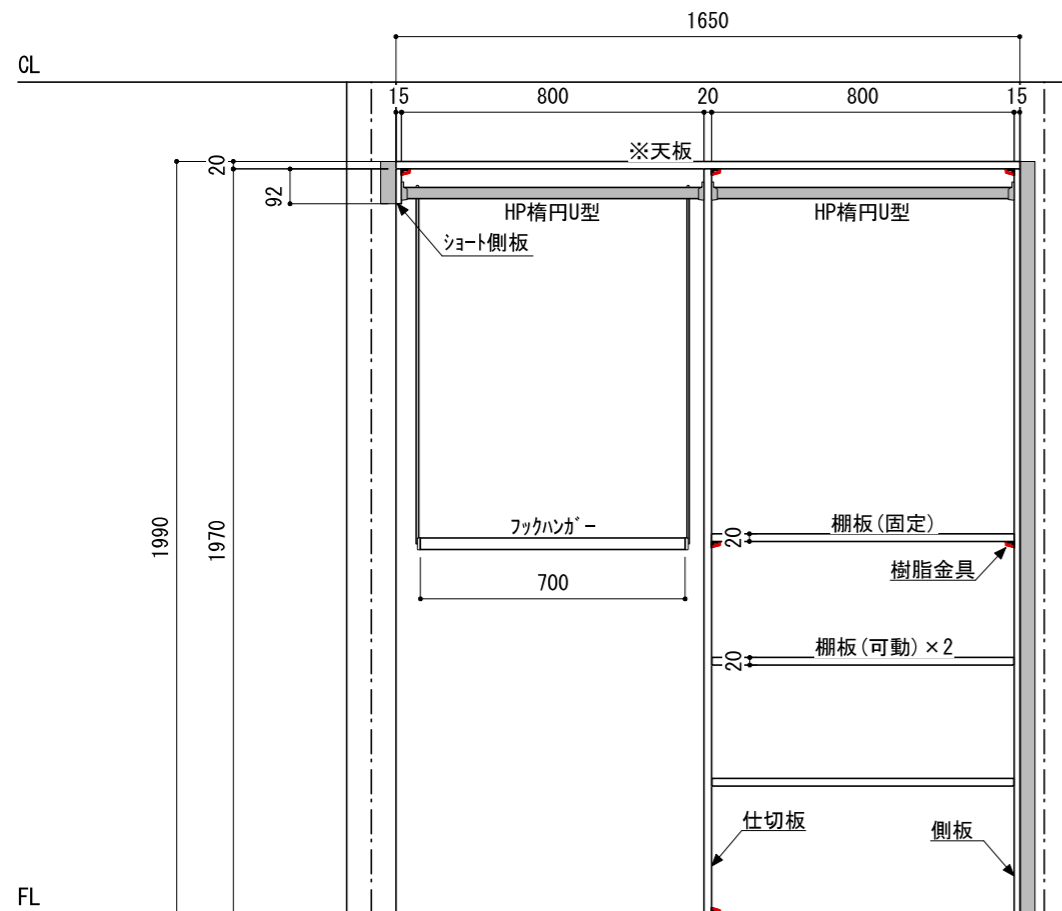 1650
CL
15 800 20 800 15
20
※天板
92
HP楕円U型 HP楕円U型
ｼｮｰﾄ側板
1990
1970
ﾌｯｸﾊﾝｶﾞｰ
20
棚板(固定)
樹脂金具
700
20
棚板(可動)×2
仕切板
側板
FL